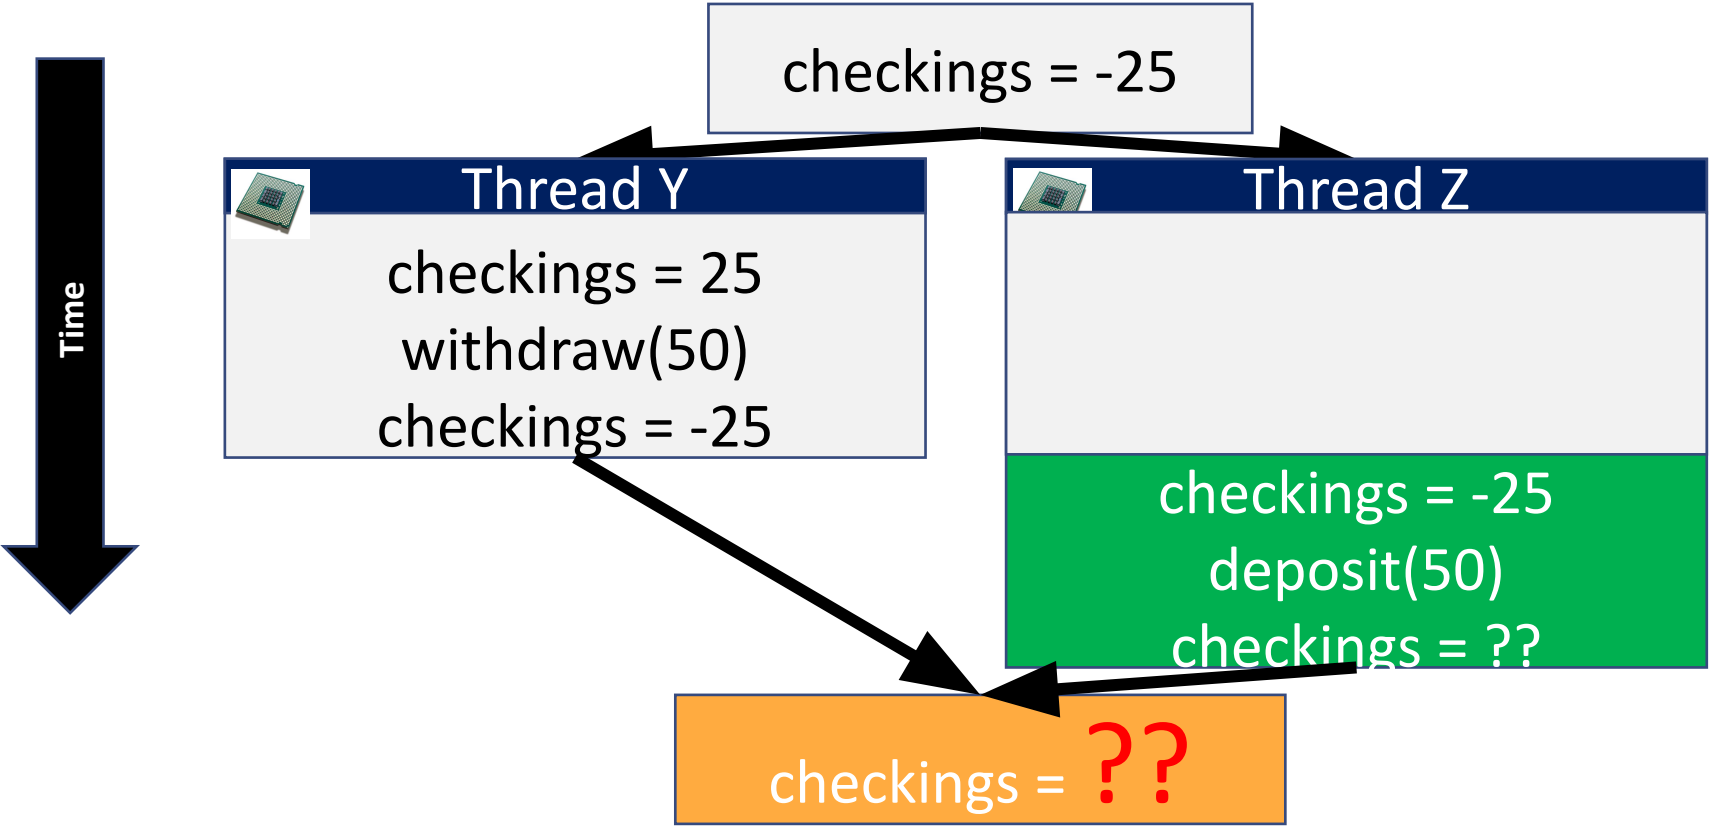 checkings = -25
Time
Thread Y
checkings = 25
withdraw(50)
checkings = -25
Thread Z
checkings = -25
deposit(50)
checkings = ??
checkings = ??